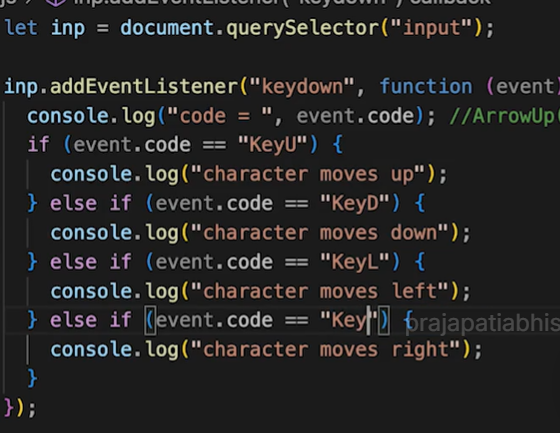 let inp = document.querySelector("input");
inp.addEventListener("keydown", function (event)
  console.log("code = ", event.code); //ArrowUp(
  if (event.code == "KeyU") {
    console.log("character moves up");
  } else if (event.code == "KeyD") {
    console.log("character moves down");
  } else if (event.code == "KeyL") {
    console.log("character moves left");
  } else if (event.code == "Key") {
prajapatiabhis
    console.log("character moves right");
  }
});